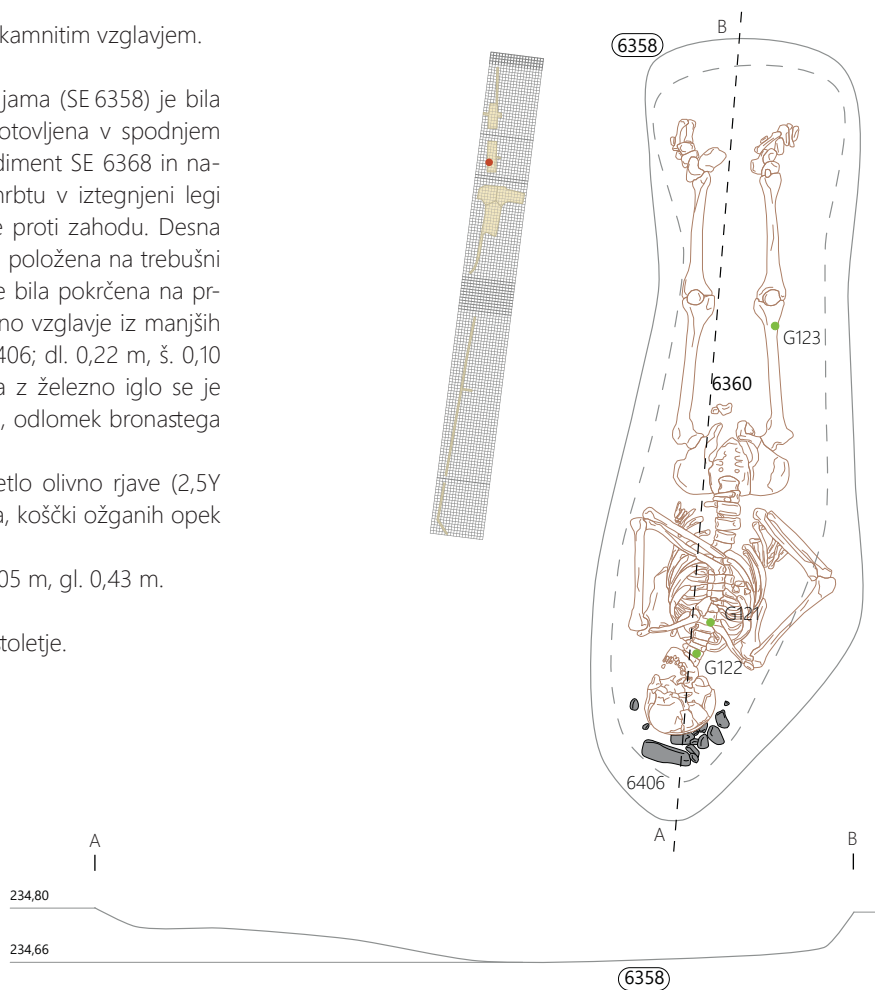 kamnitim vzglavjem.
jama (SE 6358) je bila
otovljena v spodnjem
diment SE 6368 in na-
hrbtu v iztegnjeni legi
e proti zahodu. Desna
položena na trebušni
e bila pokrčena na pr-
no vzglavje iz manjših
406; dl. 0,22 m, š. 0,10
a z železno iglo se je
, odlomek bronastega
etlo olivno rjave (2,5Y
a, koščki ožganih opek
05 m, gl. 0,43 m.
toletje.
B
6358
G123
6360
G121
G122
6406
A
A
B
234,80
234,66
6358